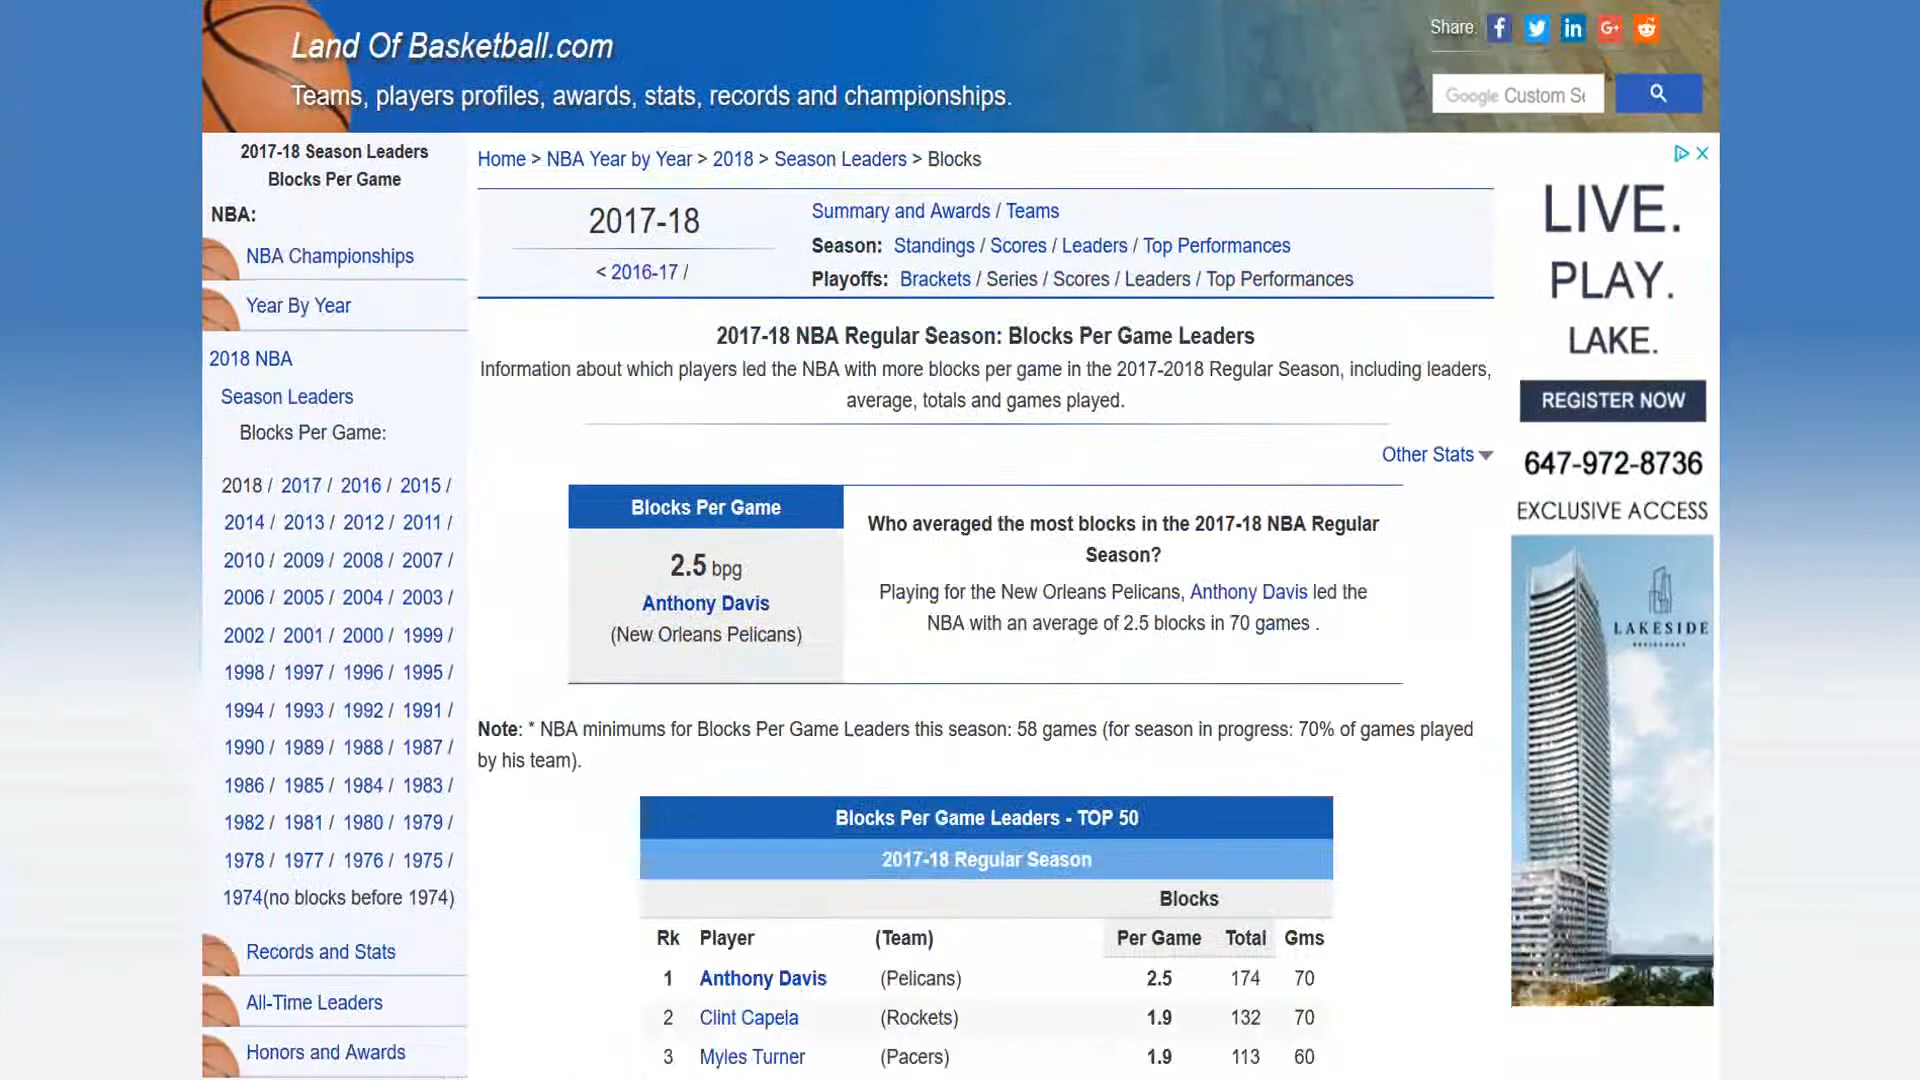 Land Of Basketball.com
Teams, players profiles, awards, stats, records and championships.
Share:
Google Custom Se
2017-18 Season Leaders
Blocks Per Game
NBA:
NBA Championships
Year By Year
2018 NBA
Season Leaders
Blocks Per Game:
2018 / 2017 / 2016 / 2015 /
2014 / 2013 / 2012 / 2011 /
2010 / 2009 / 2008 / 2007 /
2006 / 2005 / 2004 / 2003 /
2002 / 2001 / 2000 / 1999 /
1998 / 1997 / 1996 / 1995 /
1994 / 1993 / 1992 / 1991 /
1990 / 1989 / 1988 / 1987 /
1986 / 1985 / 1984 / 1983 /
1982 / 1981 / 1980 / 1979 /
1978 / 1977 / 1976 / 1975 /
1974(no blocks before 1974)
Records and Stats
All-Time Leaders
Honors and Awards
Home > NBA Year by Year > 2018 > Season Leaders > Blocks
2017-18
< 2016-17 /
Summary and Awards / Teams
Season: Standings / Scores / Leaders / Top Performances
Playoffs: Brackets / Series / Scores / Leaders / Top Performances
2017-18 NBA Regular Season: Blocks Per Game Leaders
Information about which players led the NBA with more blocks per game in the 2017-2018 Regular Season, including leaders,
average, totals and games played.
Other Stats
Blocks Per Game
2.5 bpg
Anthony Davis
(New Orleans Pelicans)
Who averaged the most blocks in the 2017-18 NBA Regular
Season?
Playing for the New Orleans Pelicans, Anthony Davis led the
NBA with an average of 2.5 blocks in 70 games .
Note: * NBA minimums for Blocks Per Game Leaders this season: 58 games (for season in progress: 70% of games played
by his team).
Blocks Per Game Leaders - TOP 50
2017-18 Regular Season
Blocks
Rk Player (Team) Per Game Total Gms
1 Anthony Davis (Pelicans) 2.5 174 70
2 Clint Capela (Rockets) 1.9 132 70
3 Myles Turner (Pacers) 1.9 113 60
LIVE.
PLAY.
LAKE.
REGISTER NOW
647-972-8736
EXCLUSIVE ACCESS
LAKESIDE